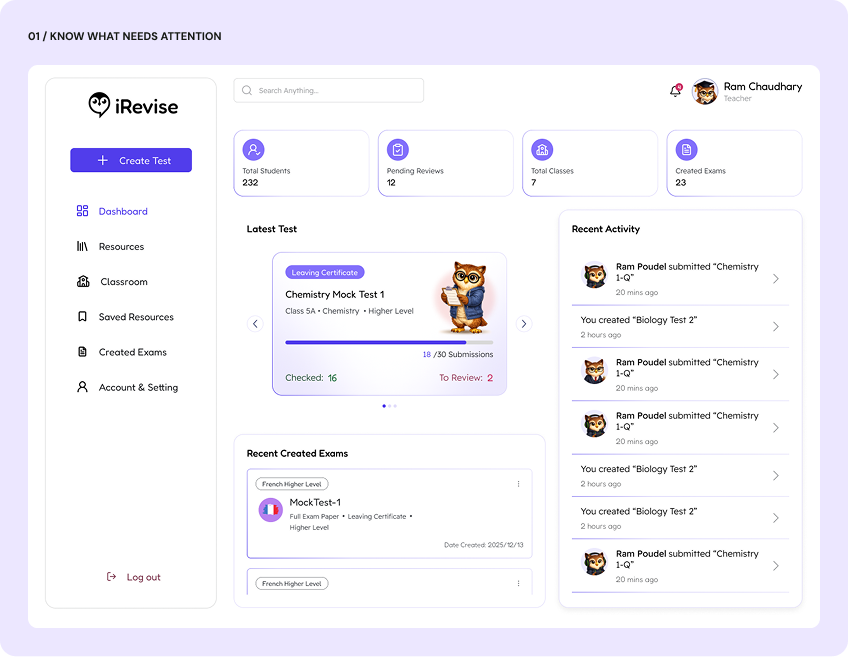 01 / KNOW WHAT NEEDS ATTENTION
iRevise
Create Test
Dashboard
Resources
Classroom
Saved Resources
Created Exams
Account & Setting
Log out
Search Anything...
Ram Chaudhary
Teacher
Total Students
232
Pending Reviews
12
Total Classes
7
Created Exams
23
Latest Test
Leaving Certificate
Chemistry Mock Test 1
Class 5A • Chemistry • Higher Level
18 /30 Submissions
Checked: 16
To Review: 2
Recent Created Exams
French Higher Level
MockTest-1
Full Exam Paper • Leaving Certificate •
Higher Level
Date Created: 2025/12/13
French Higher Level
Recent Activity
Ram Poudel submitted “Chemistry
1-Q”
20 mins ago
You created “Biology Test 2”
2 hours ago
Ram Poudel submitted “Chemistry
1-Q”
20 mins ago
Ram Poudel submitted “Chemistry
1-Q”
20 mins ago
You created “Biology Test 2”
2 hours ago
You created “Biology Test 2”
2 hours ago
Ram Poudel submitted “Chemistry
1-Q”
20 mins ago